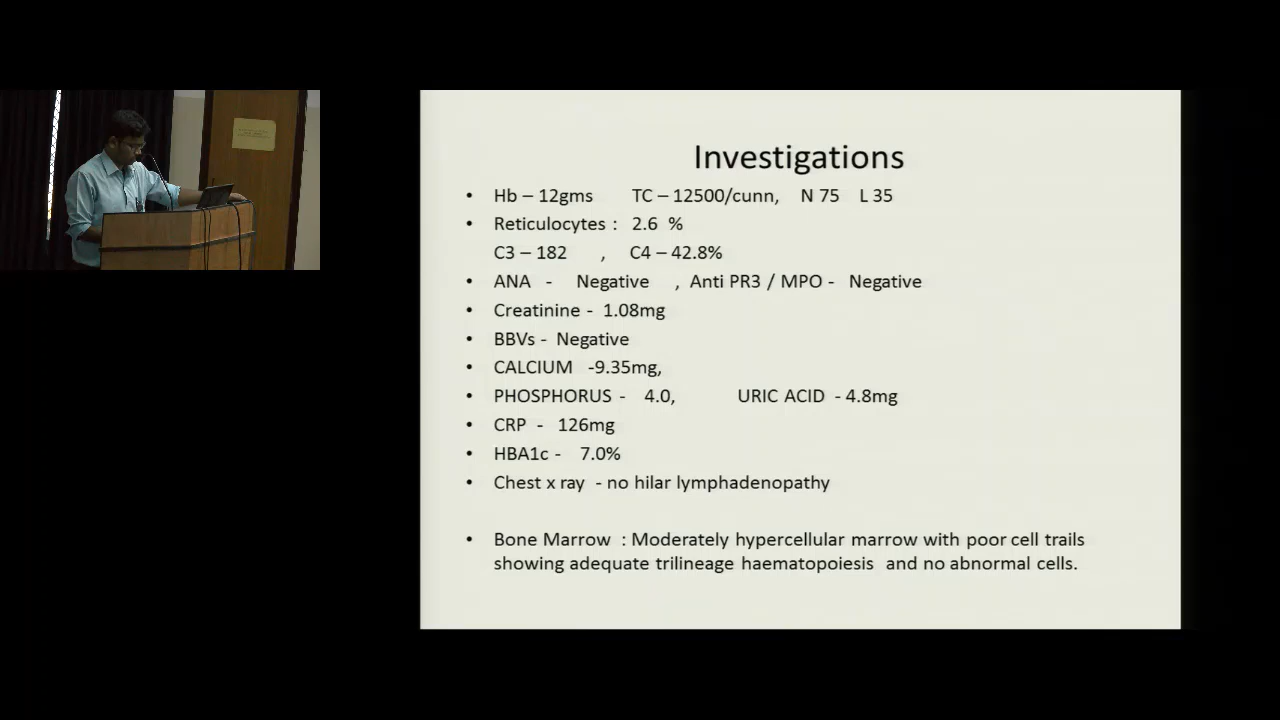 Investigations
• Hb – 12gms TC – 12500/cunn, N 75 L 35
• Reticulocytes : 2.6 %
C3 – 182 , C4 – 42.8%
• ANA - Negative , Anti PR3 / MPO - Negative
• Creatinine - 1.08mg
• BBVs - Negative
• CALCIUM -9.35mg,
• PHOSPHORUS - 4.0, URIC ACID - 4.8mg
• CRP - 126mg
• HBA1c - 7.0%
• Chest x ray - no hilar lymphadenopathy
• Bone Marrow : Moderately hypercellular marrow with poor cell trails
showing adequate trilineage haematopoiesis and no abnormal cells.